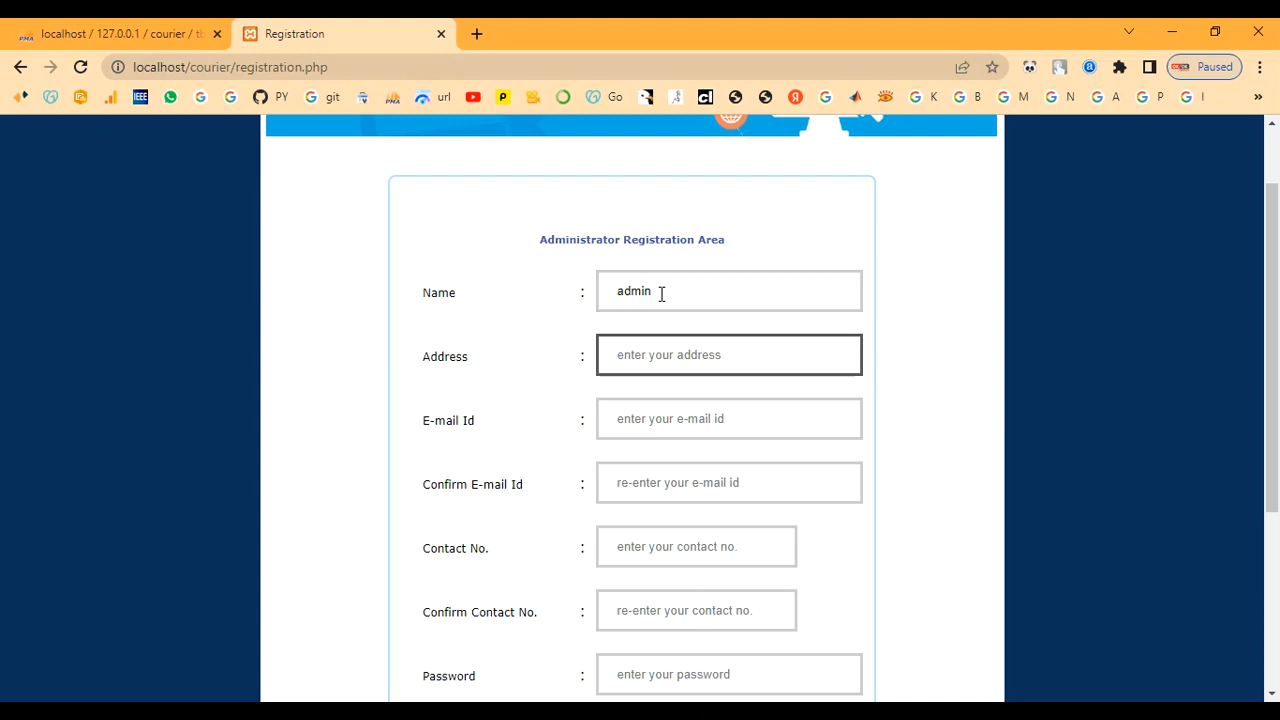 localhost / 127.0.0.1 / courier / tb
Registration
localhost/courier/registration.php
Paused
IEEE
PY
git
PMA
url
Go
K
B
M
N
A
P
I
»
Administrator Registration Area
Name : admin
Address : enter your address
E-mail Id : enter your e-mail id
Confirm E-mail Id : re-enter your e-mail id
Contact No. : enter your contact no.
Confirm Contact No. : re-enter your contact no.
Password : enter your password